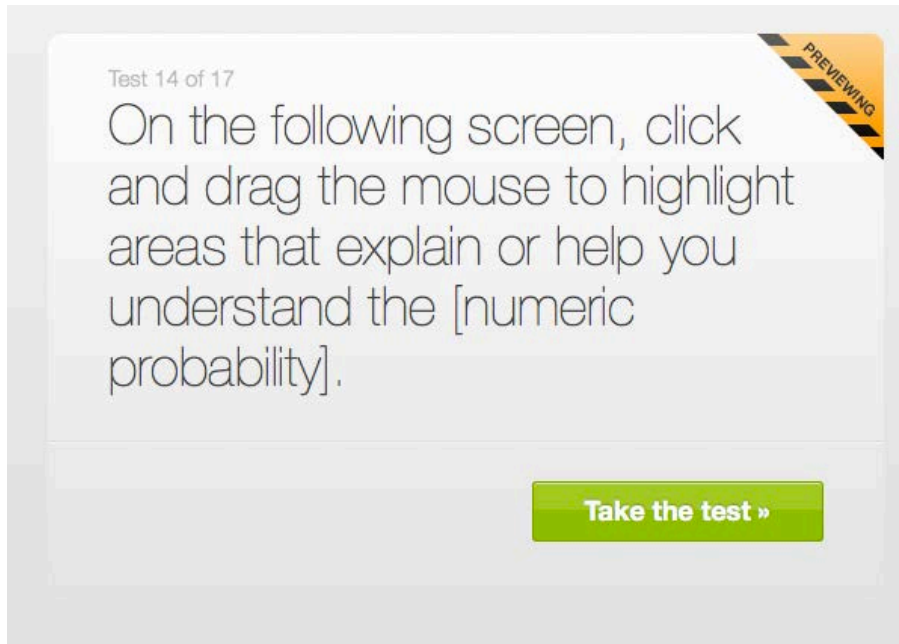 Test 14 of 17
PREVIEWING
On the following screen, click
and drag the mouse to highlight
areas that explain or help you
understand the [numeric
probability].
Take the test »